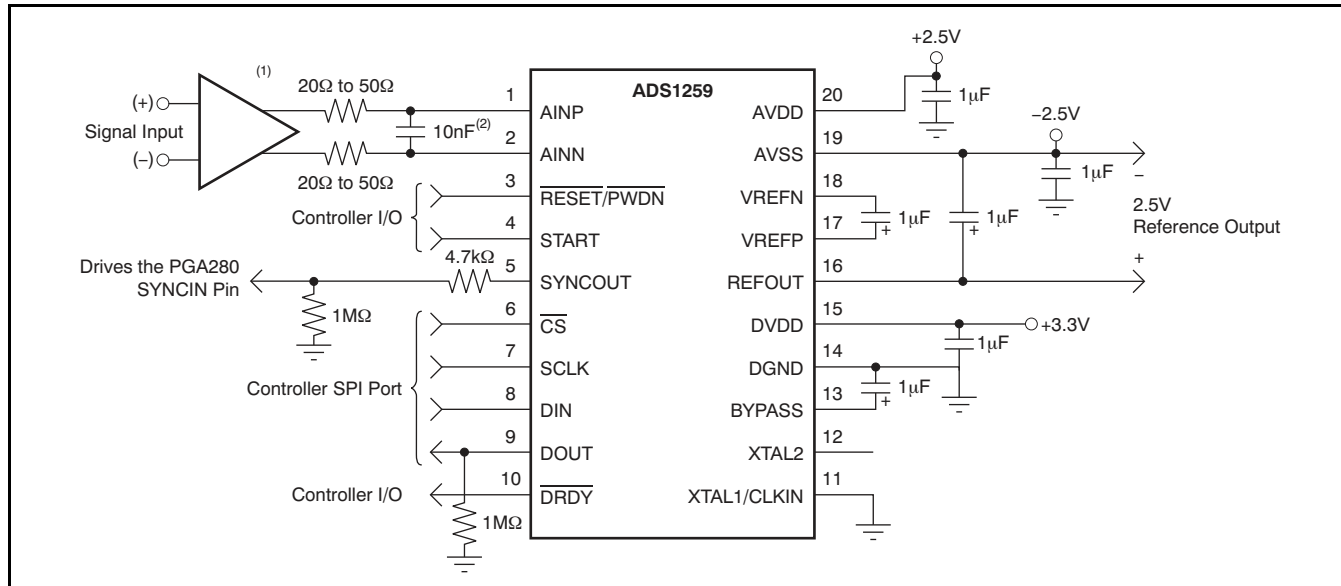 +2.5V
(1)
20Ω to 50Ω
ADS1259
1μF
(+)
1
AINP
AVDD
20
Signal Input
10nF(2)
−2.5V
2
AINN
AVSS
19
(−)
20Ω to 50Ω
1μF
−
3
RESET/PWDN
VREFN
18
Controller I/O
1μF
+
1μF
+
2.5V
Reference Output
4
START
VREFP
17
4.7kΩ
Drives the PGA280
SYNCIN Pin
5
SYNCOUT
REFOUT
16
+
1MΩ
6
CS
DVDD
15
+3.3V
1μF
7
SCLK
DGND
14
Controller SPI Port
1μF
+
8
DIN
BYPASS
13
9
DOUT
XTAL2
12
Controller I/O
10
DRDY
XTAL1/CLKIN
11
1MΩ